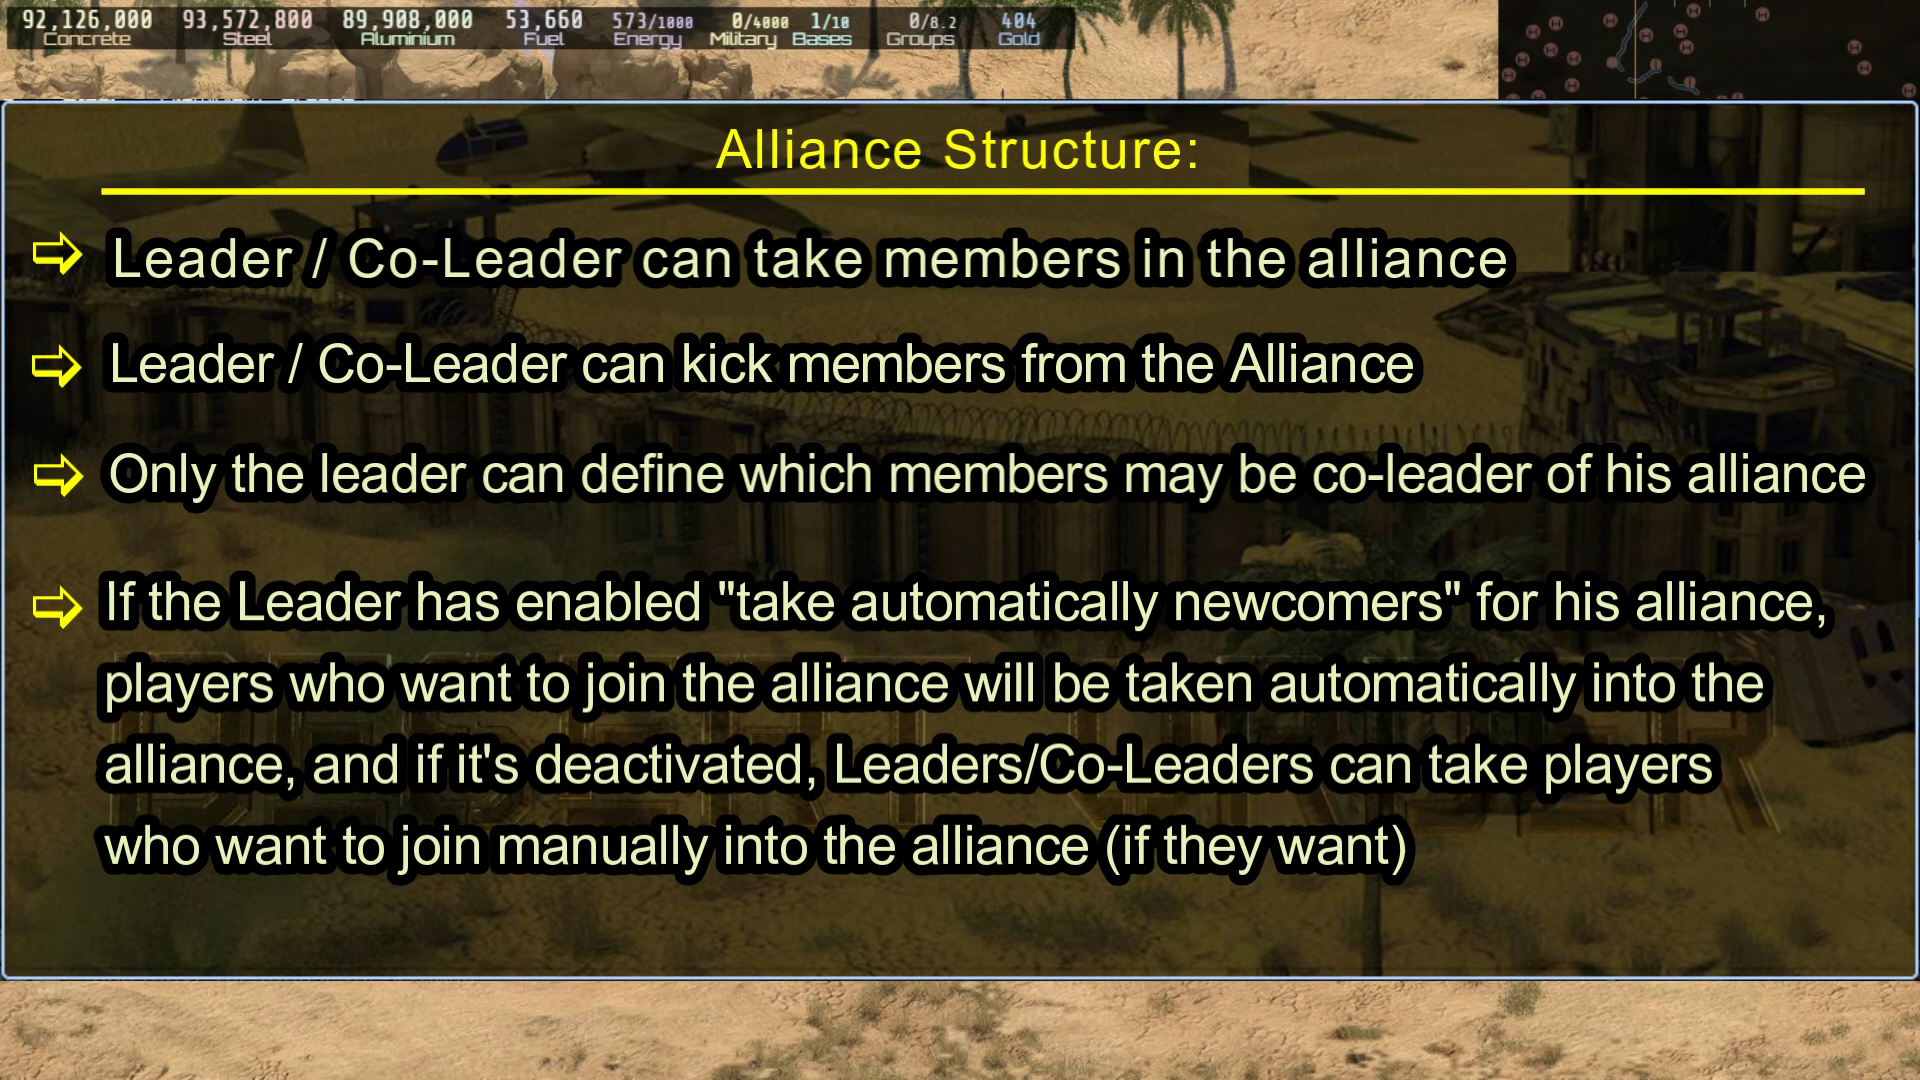 92,126,000 93,572,800 89,908,000 53,660 573/1000 0/4000 1/10 0/8.2 404
Concrete Steel Aluminium Fuel Energy Military Bases Groups Gold
Alliance Structure:
Leader / Co-Leader can take members in the alliance
Leader / Co-Leader can kick members from the Alliance
Only the leader can define which members may be co-leader of his alliance
If the Leader has enabled "take automatically newcomers" for his alliance,
players who want to join the alliance will be taken automatically into the
alliance, and if it's deactivated, Leaders/Co-Leaders can take players
who want to join manually into the alliance (if they want)